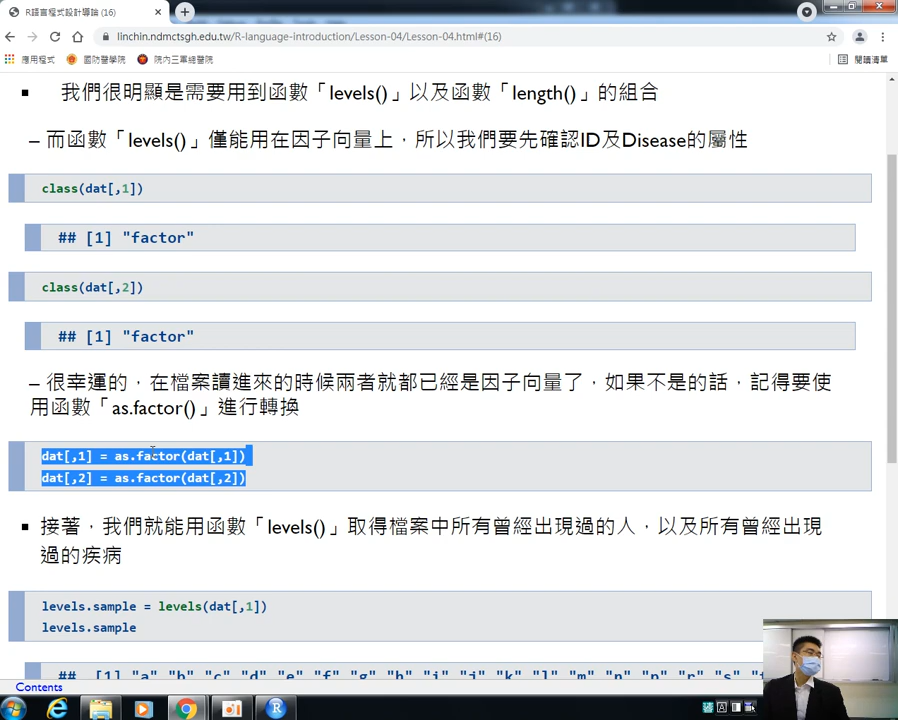 R語言程式設計導論 (16)
linchin.ndmctsgh.edu.tw/R-language-introduction/Lesson-04/Lesson-04.html#(16)
應用程式 國防醫學院 院內三軍總醫院 閱讀清單
我們很明顯是需要用到函數「levels()」以及函數「length()」的組合
– 而函數「levels()」僅能用在因子向量上，所以我們要先確認ID及Disease的屬性
class(dat[,1])
## [1] "factor"
class(dat[,2])
## [1] "factor"
– 很幸運的，在檔案讀進來的時候兩者就都已經是因子向量了，如果不是的話，記得要使
用函數「as.factor()」進行轉換
dat[,1] = as.factor(dat[,1])
dat[,2] = as.factor(dat[,2])
接著，我們就能用函數「levels()」取得檔案中所有曾經出現過的人，以及所有曾經出現
過的疾病
levels.sample = levels(dat[,1])
levels.sample
## [1] "a" "b" "c" "d" "e" "f" "g" "h" "i" "j" "k" "l" "m" "n" "p" "r" "s"
Contents